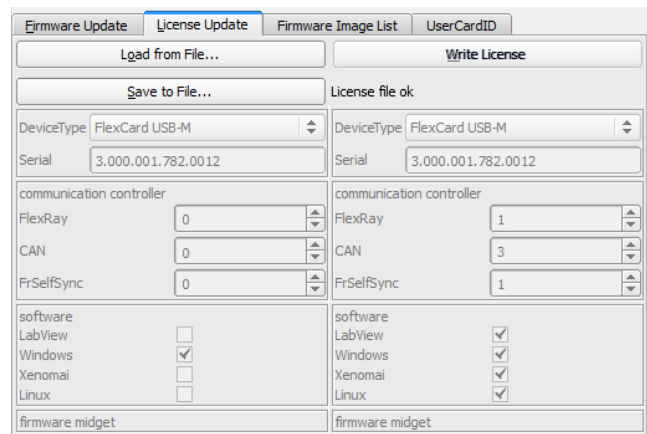 Firmware Update License Update Firmware Image List UserCardID
Load from File... Write License
Save to File... License file ok
DeviceType FlexCard USB-M DeviceType FlexCard USB-M
Serial 3.000.001.782.0012 Serial 3.000.001.782.0012
communication controller communication controller
FlexRay 0 FlexRay 1
CAN 0 CAN 3
FrSelfSync 0 FrSelfSync 1
software software
LabView LabView
Windows Windows
Xenomai Xenomai
Linux Linux
firmware midget firmware midget